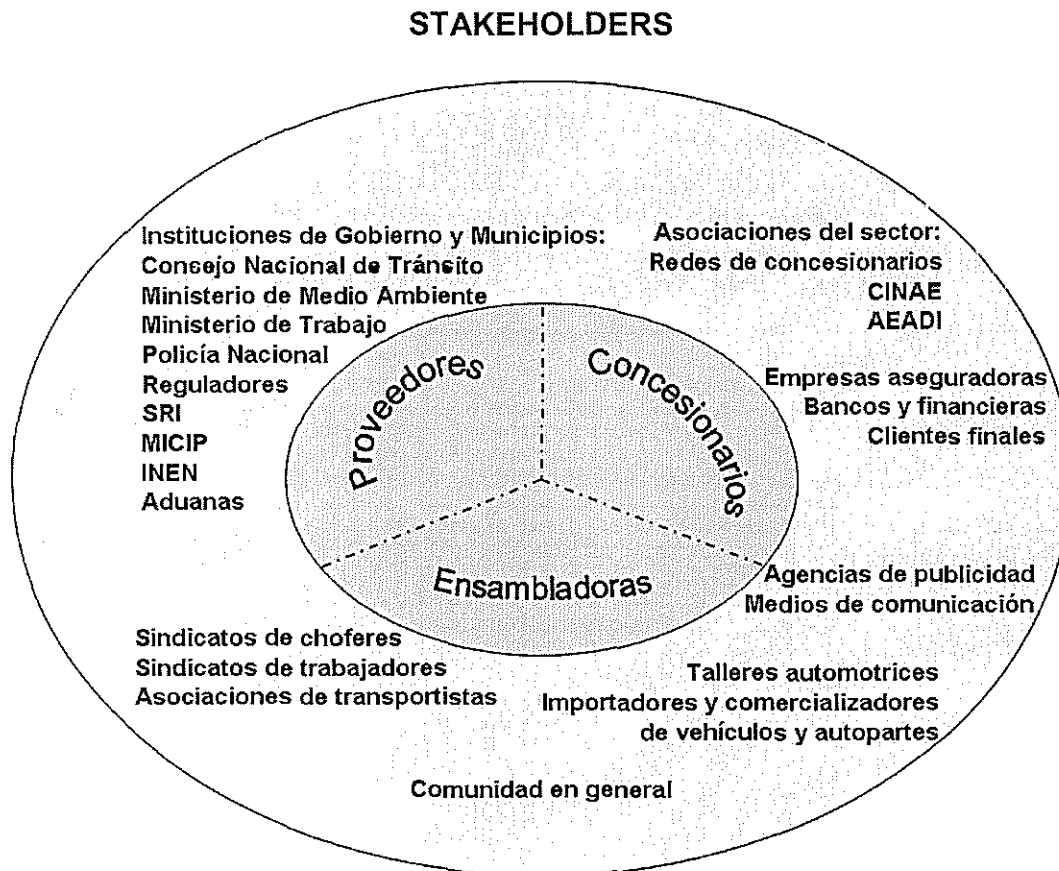 STAKEHOLDERS
Instituciones de Gobierno y Municipios:
Consejo Nacional de Tránsito
Ministerio de Medio Ambiente
Ministerio de Trabajo
Policía Nacional
Reguladores
SRI
MICIP
INEN
Aduanas
Asociaciones del sector:
Redes de concesionarios
CINAE
AEADI
Empresas aseguradoras
Bancos y financieras
Clientes finales
Proveedores
Concesionarios
Ensambladoras
Agencias de publicidad
Medios de comunicación
Sindicatos de choferes
Sindicatos de trabajadores
Asociaciones de transportistas
Talleres automotrices
Importadores y comercializadores
de vehículos y autopartes
Comunidad en general